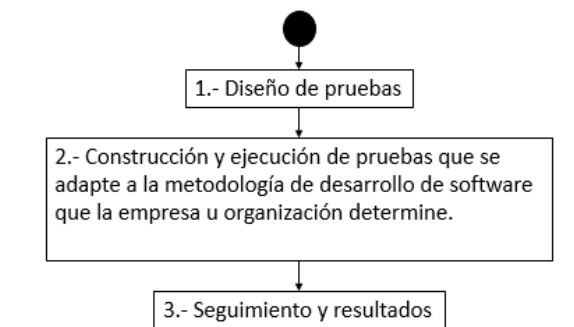 1.- Diseño de pruebas
2.- Construcción y ejecución de pruebas que se
adapte a la metodología de desarrollo de software
que la empresa u organización determine.
3.- Seguimiento y resultados